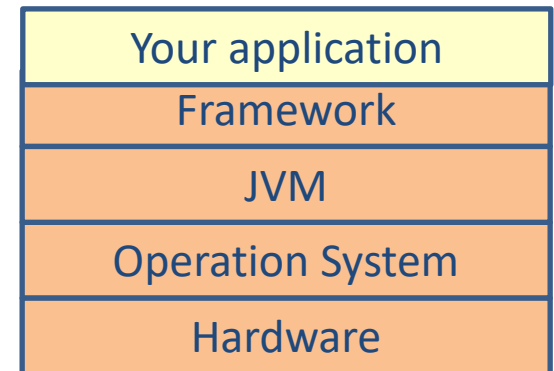 Your application
Framework
JVM
Operation System
Hardware